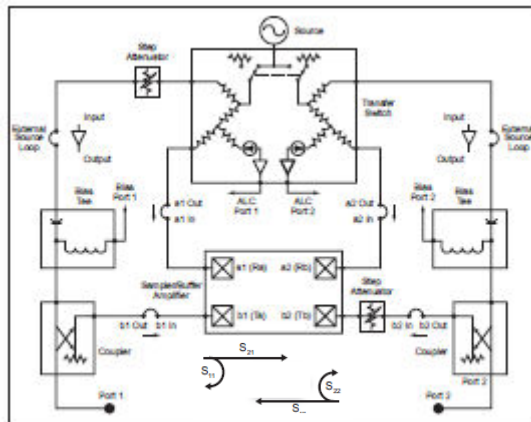 Source
Step
Attenuator
Transfer
Switch
External
Source
Loop
Input
Output
Input
Output
External
Source
Loop
Bias
Tee
Bias
Port 1
a1 Out
a1 In
ALC
Port 1
ALC
Port 2
a2 Out
a2 In
Bias
Port 2
Bias
Tee
Sampler/Buffer
Amplifier
a1 (Ra)
a2 (Rb)
b1 (Ta)
b2 (Tb)
Step
Attenuator
b1 Out
b1 In
b2 In
b2 Out
Coupler
Coupler
S21
S11
S22
Port 1
Port 2